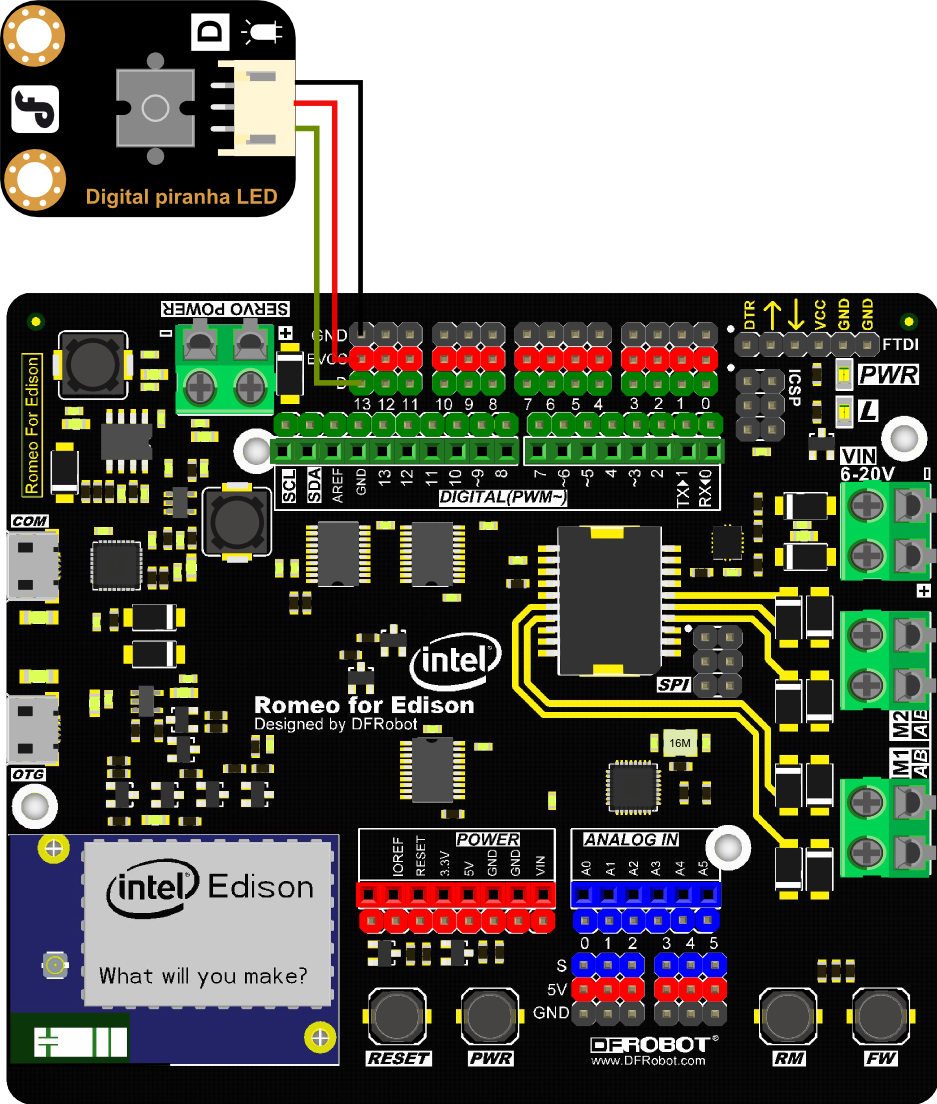 D
Digital piranha LED
SERVO POWER
-
+
GND
EVCC
D
13 12 11 10 9 8 7 6 5 4 3 2 1 0
DTR
VCC
GND
GND
FTDI
ICSP
PWR
L
Romeo For Edison
SCL SDA AREF GND 13 12 11 10 ~9 8 7 ~6 ~5 4 ~3 2 TX▶1 RX◀0
DIGITAL(PWM~)
VIN
6-20V
+
COM
OTG
intel
Romeo for Edison
Designed by DFRobot
SPI
16M
M2
A B
M1
A B
intel Edison
What will you make?
POWER
IOREF RESET 3.3V 5V GND GND VIN
ANALOG IN
A0 A1 A2 A3 A4 A5
0 1 2 3 4 5
S
5V
GND
RESET
PWR
DFROBOT®
www.DFRobot.com
RM
FW